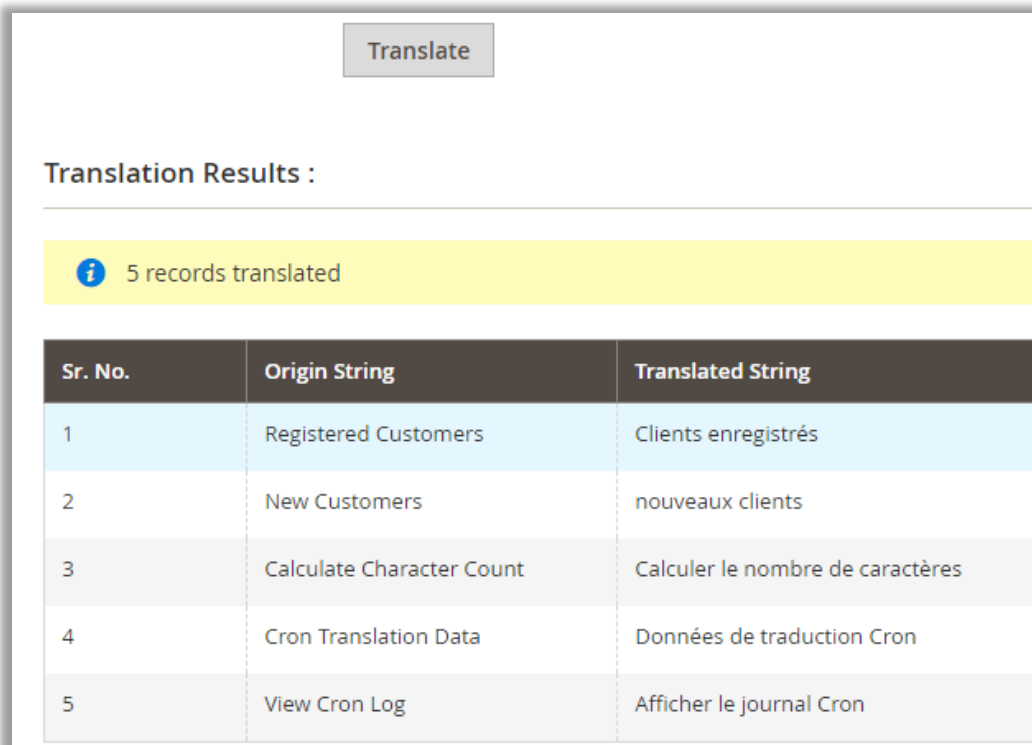 Translate
Translation Results :
5 records translated
Sr. No. Origin String Translated String
1 Registered Customers Clients enregistrés
2 New Customers nouveaux clients
3 Calculate Character Count Calculer le nombre de caractères
4 Cron Translation Data Données de traduction Cron
5 View Cron Log Afficher le journal Cron